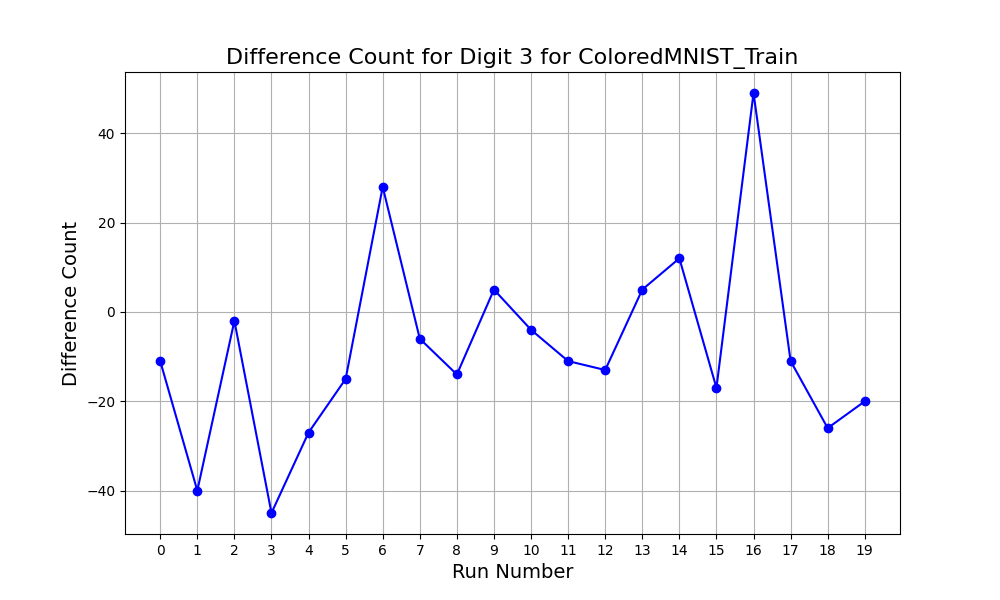 Difference Count for Digit 3 for ColoredMNIST_Train
Difference Count
40
20
0
−20
−40
0 1 2 3 4 5 6 7 8 9 10 11 12 13 14 15 16 17 18 19
Run Number